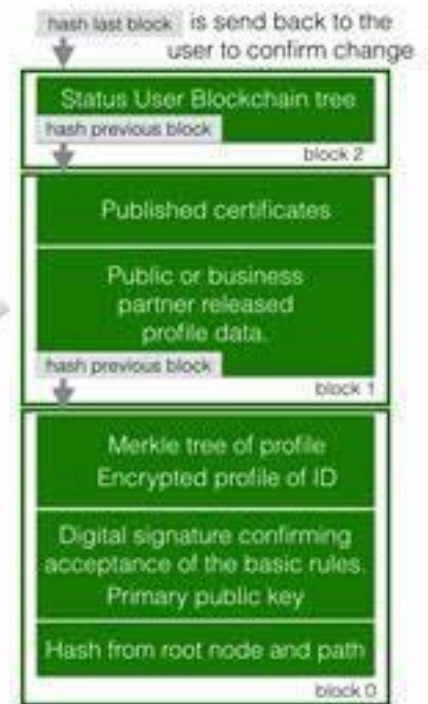 hash last block is send back to the
user to confirm change
Status User Blockchain tree
hash previous block
block 2
Published certificates
Public or business
partner released
profile data.
hash previous block
block 1
Merkle tree of profile
Encrypted profile of ID
Digital signature confirming
acceptance of the basic rules.
Primary public key
Hash from root node and path
block 0